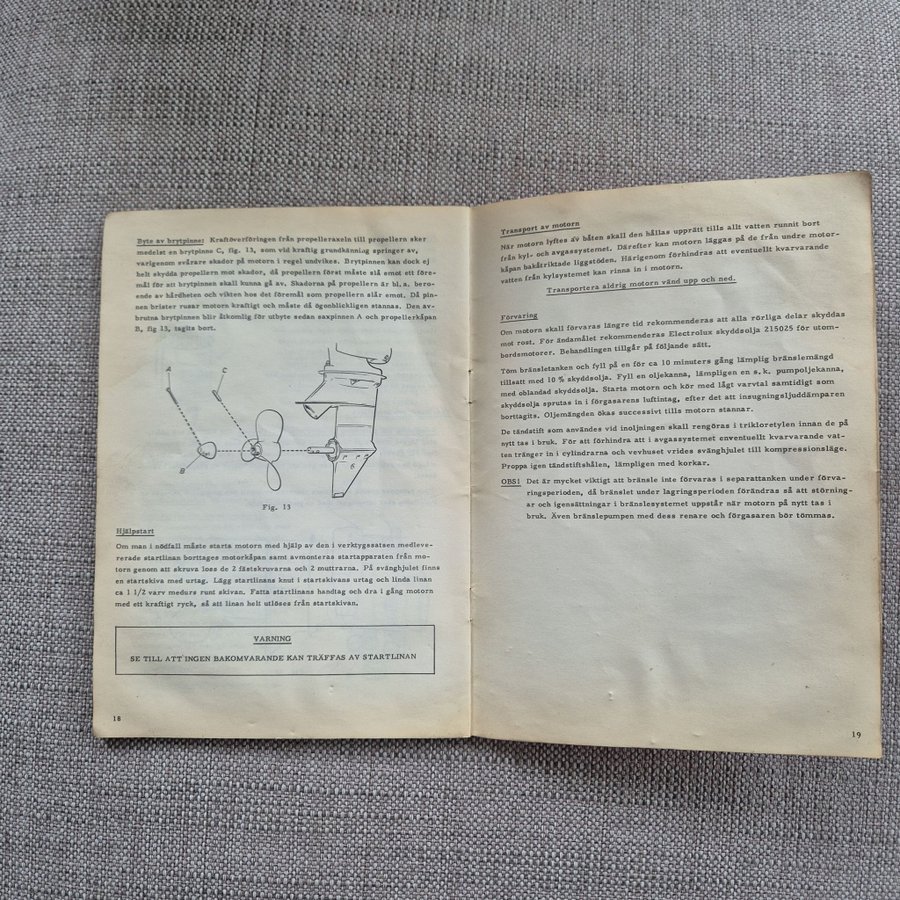 Byte av brytpinne: Kraftöverföringen från propelleraxeln till propellern sker
medelst en brytpinne C, fig. 13, som vid kraftig grundkänning springer av,
varigenom svårare skador på motorn i regel undvikes. Brytpinnen kan dock ej
helt skydda propellern mot skador, då propellern först måste slå emot ett före-
mål för att brytpinnen skall kunna gå av. Skadorna på propellern är bl. a. bero-
ende av hårdheten och vikten hos det föremål som propellern slår emot. Då pin-
nen brister rusar motorn kraftigt och måste då ögonblickligen stannas. Den av-
brutna brytpinnen blir åtkomlig för utbyte sedan saxpinnen A och propellerkåpan
B, fig 13, tagits bort.
A
C
B
6
Fig. 13
Hjälpstart
Om man i nödfall måste starta motorn med hjälp av den i verktygssatsen medleve-
rerade startlinan borttages motorkåpan samt avmonteras startapparaten från mo-
torn genom att skruva loss de 2 fästskruvarna och 2 muttrarna. På svänghjulet finns
en startskiva med urtag. Lägg startlinans knut i startskivans urtag och linda linan
ca 1 1/2 varv medurs runt skivan. Fatta startlinans handtag och dra i gång motorn
med ett kraftigt ryck, så att linan helt utlöses från startskivan.
VARNING
SE TILL ATT INGEN BAKOMVARANDE KAN TRÄFFAS AV STARTLINAN
18
Transport av motorn
När motorn lyftes av båten skall den hållas upprätt tills allt vatten runnit bort
från kyl- och avgassystemet. Därefter kan motorn läggas på de från undre motor-
kåpan bakåtriktade liggstöden. Härigenom förhindras att eventuellt kvarvarande
vatten från kylsystemet kan rinna in i motorn.
Transportera aldrig motorn vänd upp och ned.
Förvaring
Om motorn skall förvaras längre tid rekommenderas att alla rörliga delar skyddas
mot rost. För ändamålet rekommenderas Electrolux skyddsolja 215025 för utom-
bordsmotorer. Behandlingen tillgår på följande sätt.
Töm bränsletanken och fyll på en för ca 10 minuters gång lämplig bränslemängd
tillsatt med 10 % skyddsolja. Fyll en oljekanna, lämpligen en s. k. pumpoljekanna,
med oblandad skyddsolja. Starta motorn och kör med lågt varvtal samtidigt som
skyddsolja sprutas in i förgasarens luftintag, efter det att insugningsljuddämparen
borttagits. Oljemängden ökas successivt tills motorn stannar.
De tändstift som användes vid inoljningen skall rengöras i trikloretylen innan de på
nytt tas i bruk. För att förhindra att i avgassystemet enventuellt kvarvarande vat-
ten tränger in i cylindrarna och vevhuset vrides svänghjulet till kompressionsläge.
Proppa igen tändstiftshålen, lämpligen med korkar.
OBS! Det är mycket viktigt att bränsle inte förvaras i separattanken under förva-
ringsperioden, då bränslet under lagringsperioden förändras så att störning-
ar och igensättningar i bränslesystemet uppstår när motorn på nytt tas i
bruk. Även bränslepumpen med dess renare och förgasaren bör tömmas.
19